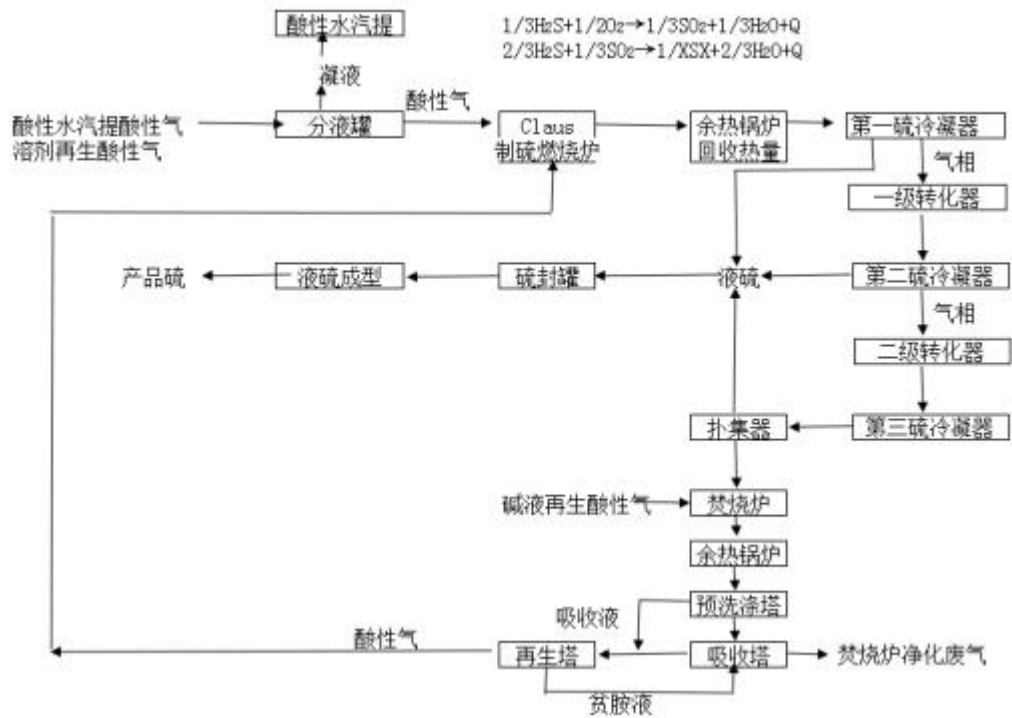 酸性水汽提
1/3H₂S+1/2O₂→1/3SO₂+1/3H₂O+Q
2/3H₂S+1/3SO₂→1/XSX+2/3H₂O+Q
凝液
酸性气
酸性水汽提酸性气
溶剂再生酸性气
分液罐
Claus
制硫燃烧炉
余热锅炉
回收热量
第一硫冷凝器
气相
一级转化器
产品硫
液硫成型
硫封罐
液硫
第二硫冷凝器
气相
二级转化器
扑集器
第三硫冷凝器
碱液再生酸性气
焚烧炉
余热锅炉
预洗涤塔
吸收液
酸性气
再生塔
吸收塔
焚烧炉净化废气
贫胺液